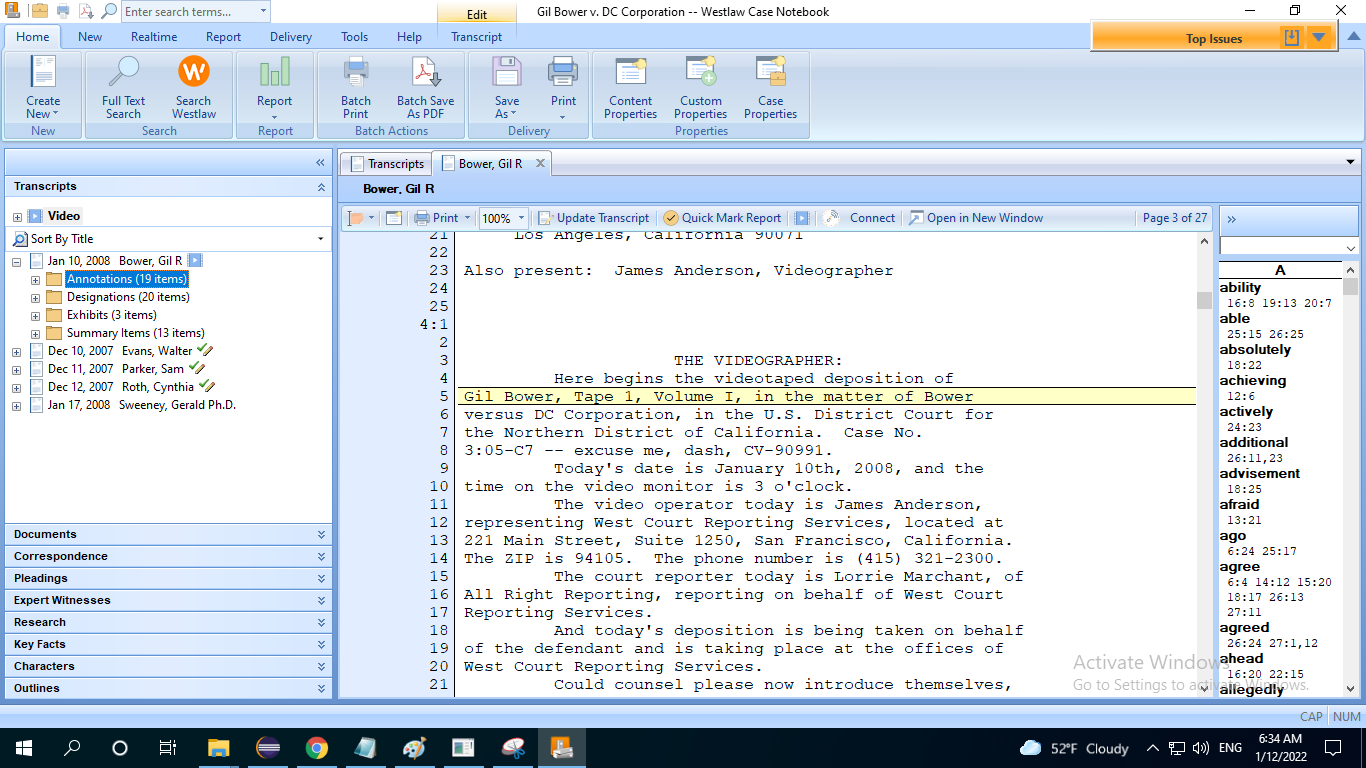 Enter search terms...
Edit
Gil Bower v. DC Corporation -- Westlaw Case Notebook
Home New Realtime Report Delivery Tools Help Transcript
Top Issues
Create New
Full Text Search
Search Westlaw
Report
Batch Print
Batch Save As PDF
Save As
Print
Content Properties
Custom Properties
Case Properties
New Search Report Batch Actions Delivery Properties
Transcripts
Video
Sort By Title
Jan 10, 2008 Bower, Gil R
Annotations (19 items)
Designations (20 items)
Exhibits (3 items)
Summary Items (13 items)
Dec 10, 2007 Evans, Walter
Dec 11, 2007 Parker, Sam
Dec 12, 2007 Roth, Cynthia
Jan 17, 2008 Sweeney, Gerald Ph.D.
Documents
Correspondence
Pleadings
Expert Witnesses
Research
Key Facts
Characters
Outlines
Transcripts Bower, Gil R
Bower, Gil R
Print 100% Update Transcript Quick Mark Report Connect Open in New Window Page 3 of 27
21 Los Angeles, California 90071
22
23 Also present: James Anderson, Videographer
24
25
4:1
2
3 THE VIDEOGRAPHER:
4 Here begins the videotaped deposition of
5 Gil Bower, Tape 1, Volume I, in the matter of Bower
6 versus DC Corporation, in the U.S. District Court for
7 the Northern District of California. Case No.
8 3:05-C7 -- excuse me, dash, CV-90991.
9 Today's date is January 10th, 2008, and the
10 time on the video monitor is 3 o'clock.
11 The video operator today is James Anderson,
12 representing West Court Reporting Services, located at
13 221 Main Street, Suite 1250, San Francisco, California.
14 The ZIP is 94105. The phone number is (415) 321-2300.
15 The court reporter today is Lorrie Marchant, of
16 All Right Reporting, reporting on behalf of West Court
17 Reporting Services.
18 And today's deposition is being taken on behalf
19 of the defendant and is taking place at the offices of
20 West Court Reporting Services.
21 Could counsel please now introduce themselves,
A
ability
16:8 19:13 20:7
able
25:15 26:25
absolutely
18:22
achieving
12:6
actively
24:23
additional
26:11,23
advisement
18:25
afraid
13:21
ago
6:24 25:17
agree
6:4 14:12 15:20
18:17 26:13
27:11
agreed
26:24 27:1,12
ahead
16:20 22:15
allegedly
Activate Windows
Go to Settings to activate Windows.
CAP NUM
52°F Cloudy
ENG
6:34 AM
1/12/2022